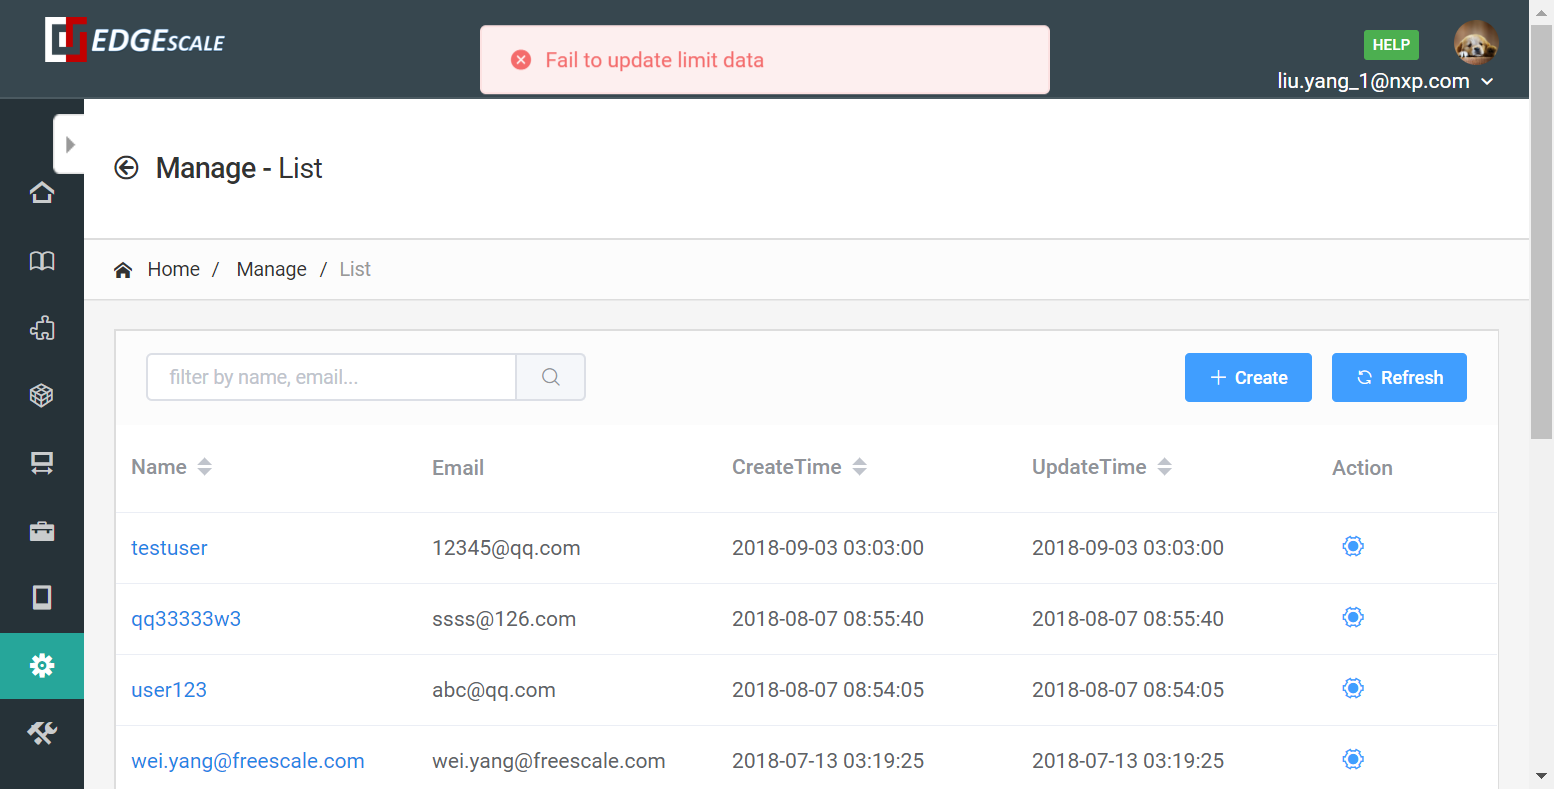 EDGESCALE
Fail to update limit data
HELP
liu.yang_1@nxp.com
Manage - List
Home / Manage / List
filter by name, email...
Create
Refresh
Name Email CreateTime UpdateTime Action
testuser 12345@qq.com 2018-09-03 03:03:00 2018-09-03 03:03:00
qq33333w3 ssss@126.com 2018-08-07 08:55:40 2018-08-07 08:55:40
user123 abc@qq.com 2018-08-07 08:54:05 2018-08-07 08:54:05
wei.yang@freescale.com wei.yang@freescale.com 2018-07-13 03:19:25 2018-07-13 03:19:25